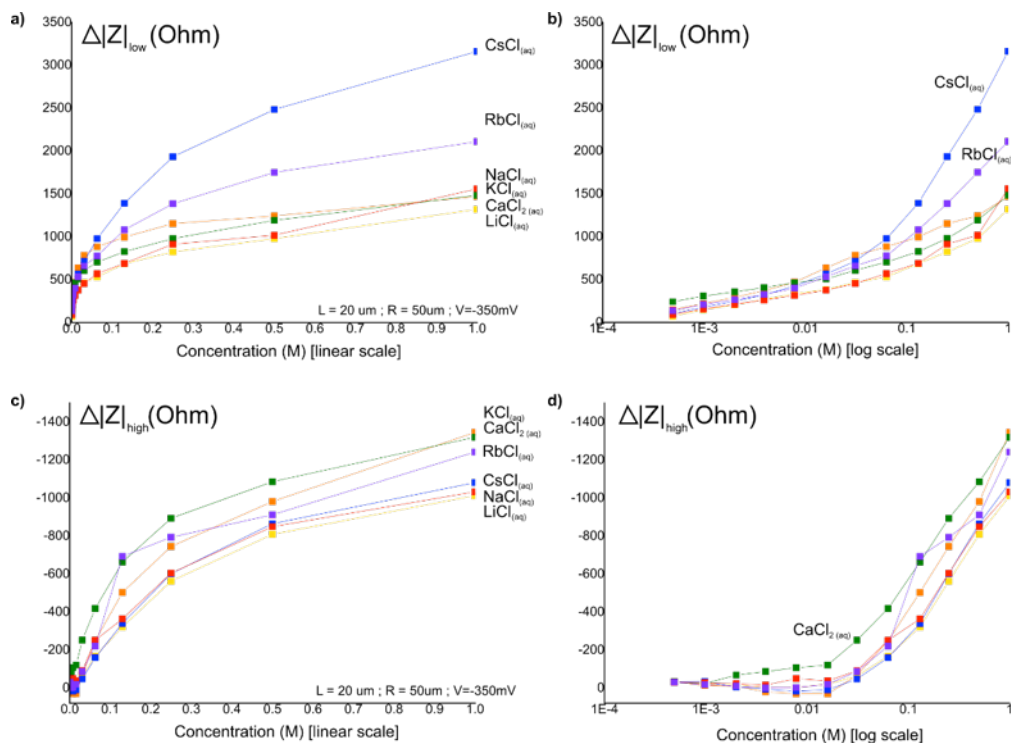 a)
Δ|Z|low (Ohm)
3500
3000
2500
2000
1500
1000
500
0
0.0 0.1 0.2 0.3 0.4 0.5 0.6 0.7 0.8 0.9 1.0
CsCl(aq)
RbCl(aq)
NaCl(aq)
KCl(aq)
CaCl2 (aq)
LiCl(aq)
L = 20 um ; R = 50um ; V=-350mV
Concentration (M) [linear scale]
b)
Δ|Z|low (Ohm)
3500
3000
2500
2000
1500
1000
500
0
1E-4 1E-3 0.01 0.1 1
CsCl(aq)
RbCl(aq)
Concentration (M) [log scale]
c)
Δ|Z|high (Ohm)
-1400
-1200
-1000
-800
-600
-400
-200
0
0.0 0.1 0.2 0.3 0.4 0.5 0.6 0.7 0.8 0.9 1.0
KCl(aq)
CaCl2 (aq)
RbCl(aq)
CsCl(aq)
NaCl(aq)
LiCl(aq)
L = 20 um ; R = 50um ; V=-350mV
Concentration (M) [linear scale]
d)
Δ|Z|high (Ohm)
-1400
-1200
-1000
-800
-600
-400
-200
0
1E-4 1E-3 0.01 0.1 1
CaCl2 (aq)
Concentration (M) [log scale]